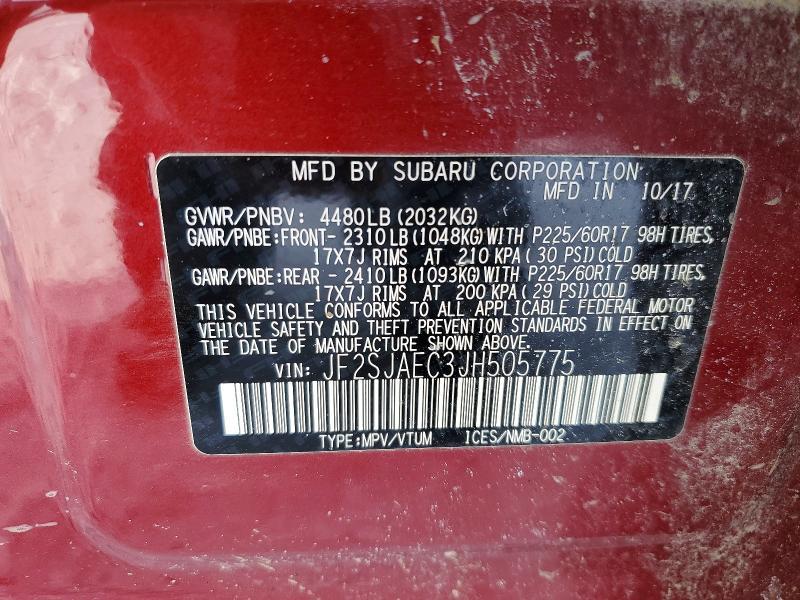 MFD BY SUBARU CORPORATION
MFD IN 10/17
GVWR/PNBV: 4480LB (2032KG)
GAWR/PNBE:FRONT- 2310LB (1048KG) WITH P225/60R17 98H TIRES,
17X7J RIMS AT 210 KPA ( 30 PSI) COLD
GAWR/PNBE:REAR - 2410LB (1093KG) WITH P225/60R17 98H TIRES,
17X7J RIMS AT 200 KPA ( 29 PSI) COLD
THIS VEHICLE CONFORMS TO ALL APPLICABLE FEDERAL MOTOR
VEHICLE SAFETY AND THEFT PREVENTION STANDARDS IN EFFECT ON
THE DATE OF MANUFACTURE SHOWN ABOVE.
VIN: JF2SJAEC3JH505775
TYPE:MPV/VTUM ICES/NMB-002